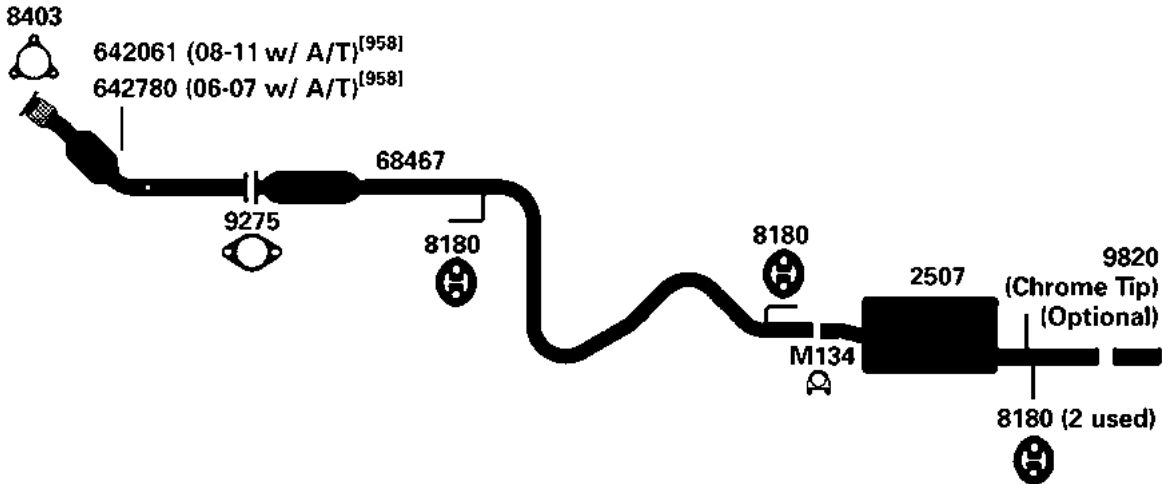 8403
642061 (08-11 w/ A/T)[958]
642780 (06-07 w/ A/T)[958]
68467
9275
8180
8180
M134
2507
9820
(Chrome Tip)
(Optional)
8180 (2 used)